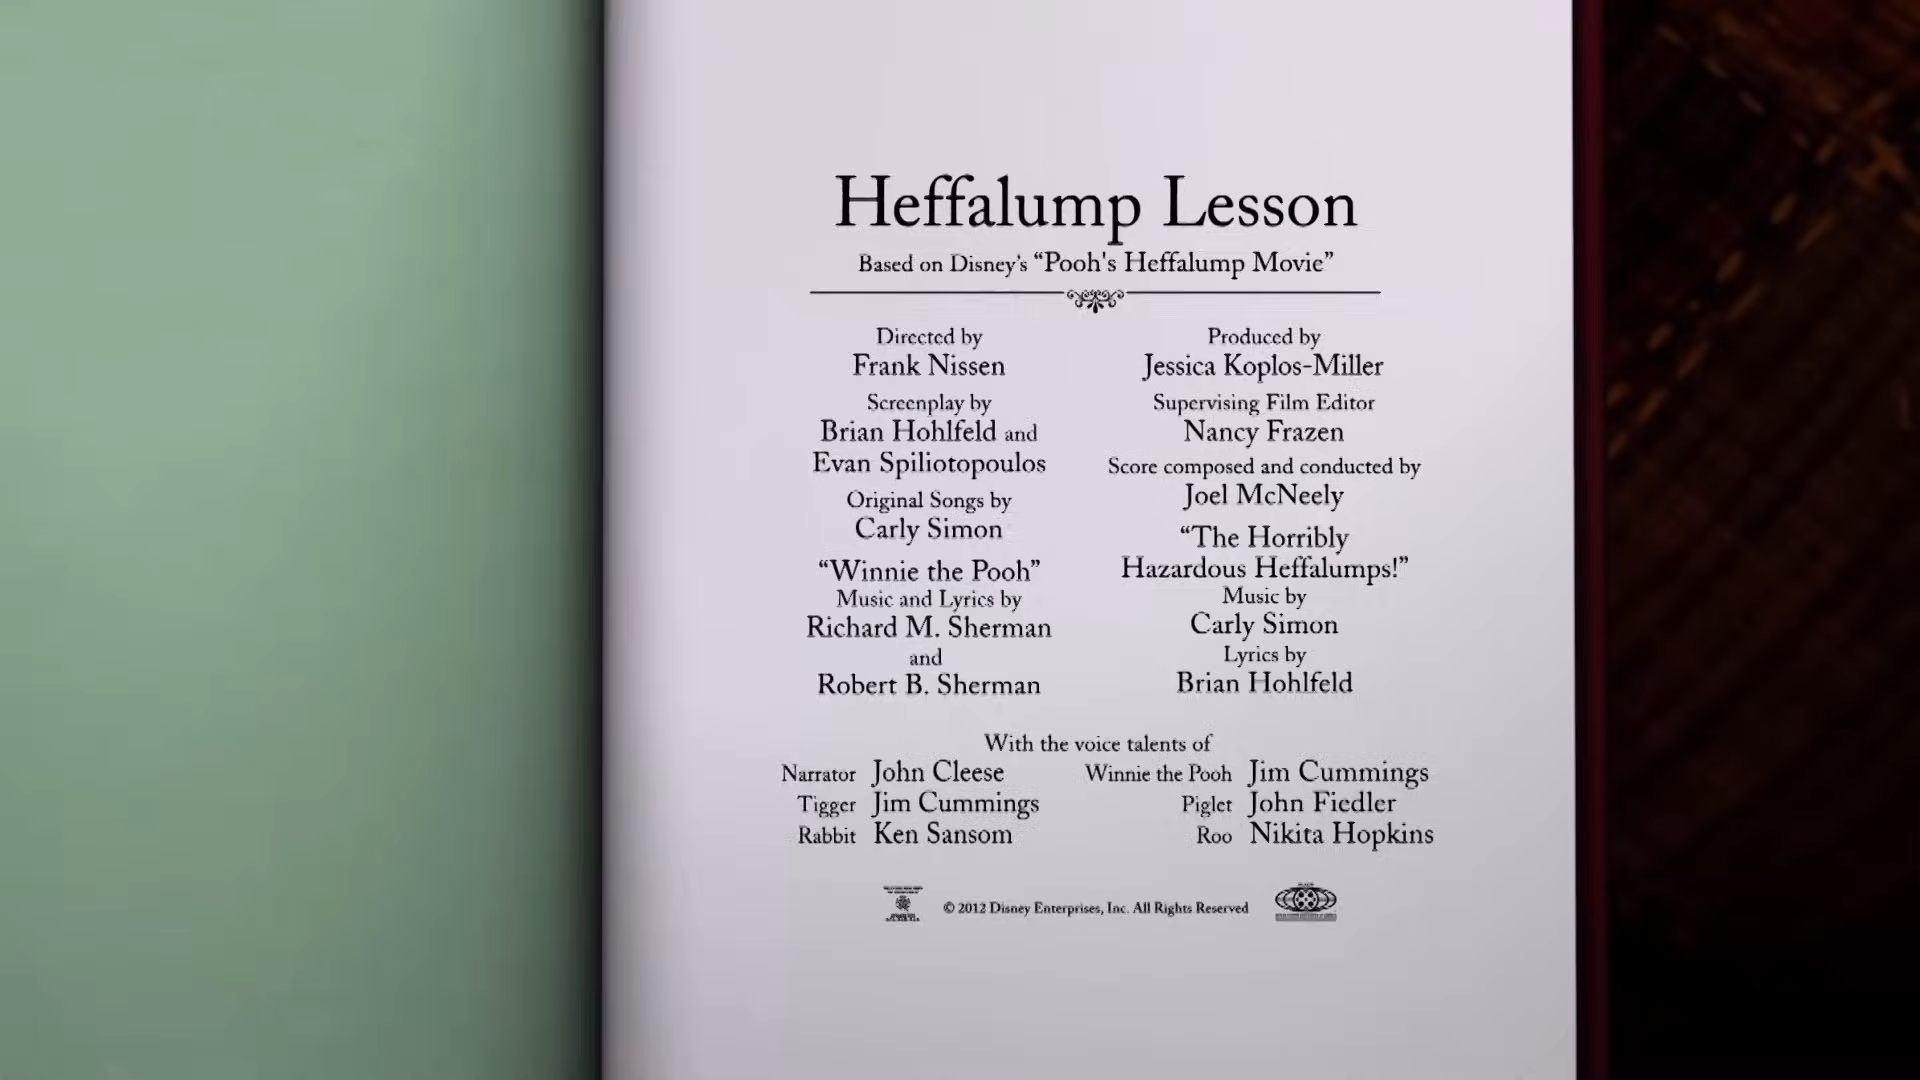 Heffalump Lesson
Based on Disney's “Pooh's Heffalump Movie”
Directed by
Frank Nissen
Screenplay by
Brian Hohlfeld and
Evan Spiliotopoulos
Original Songs by
Carly Simon
“Winnie the Pooh”
Music and Lyrics by
Richard M. Sherman
and
Robert B. Sherman
Produced by
Jessica Koplos-Miller
Supervising Film Editor
Nancy Frazen
Score composed and conducted by
Joel McNeely
“The Horribly
Hazardous Heffalumps!”
Music by
Carly Simon
Lyrics by
Brian Hohlfeld
With the voice talents of
Narrator John Cleese Winnie the Pooh Jim Cummings
Tigger Jim Cummings Piglet John Fiedler
Rabbit Ken Sansom Roo Nikita Hopkins
© 2012 Disney Enterprises, Inc. All Rights Reserved